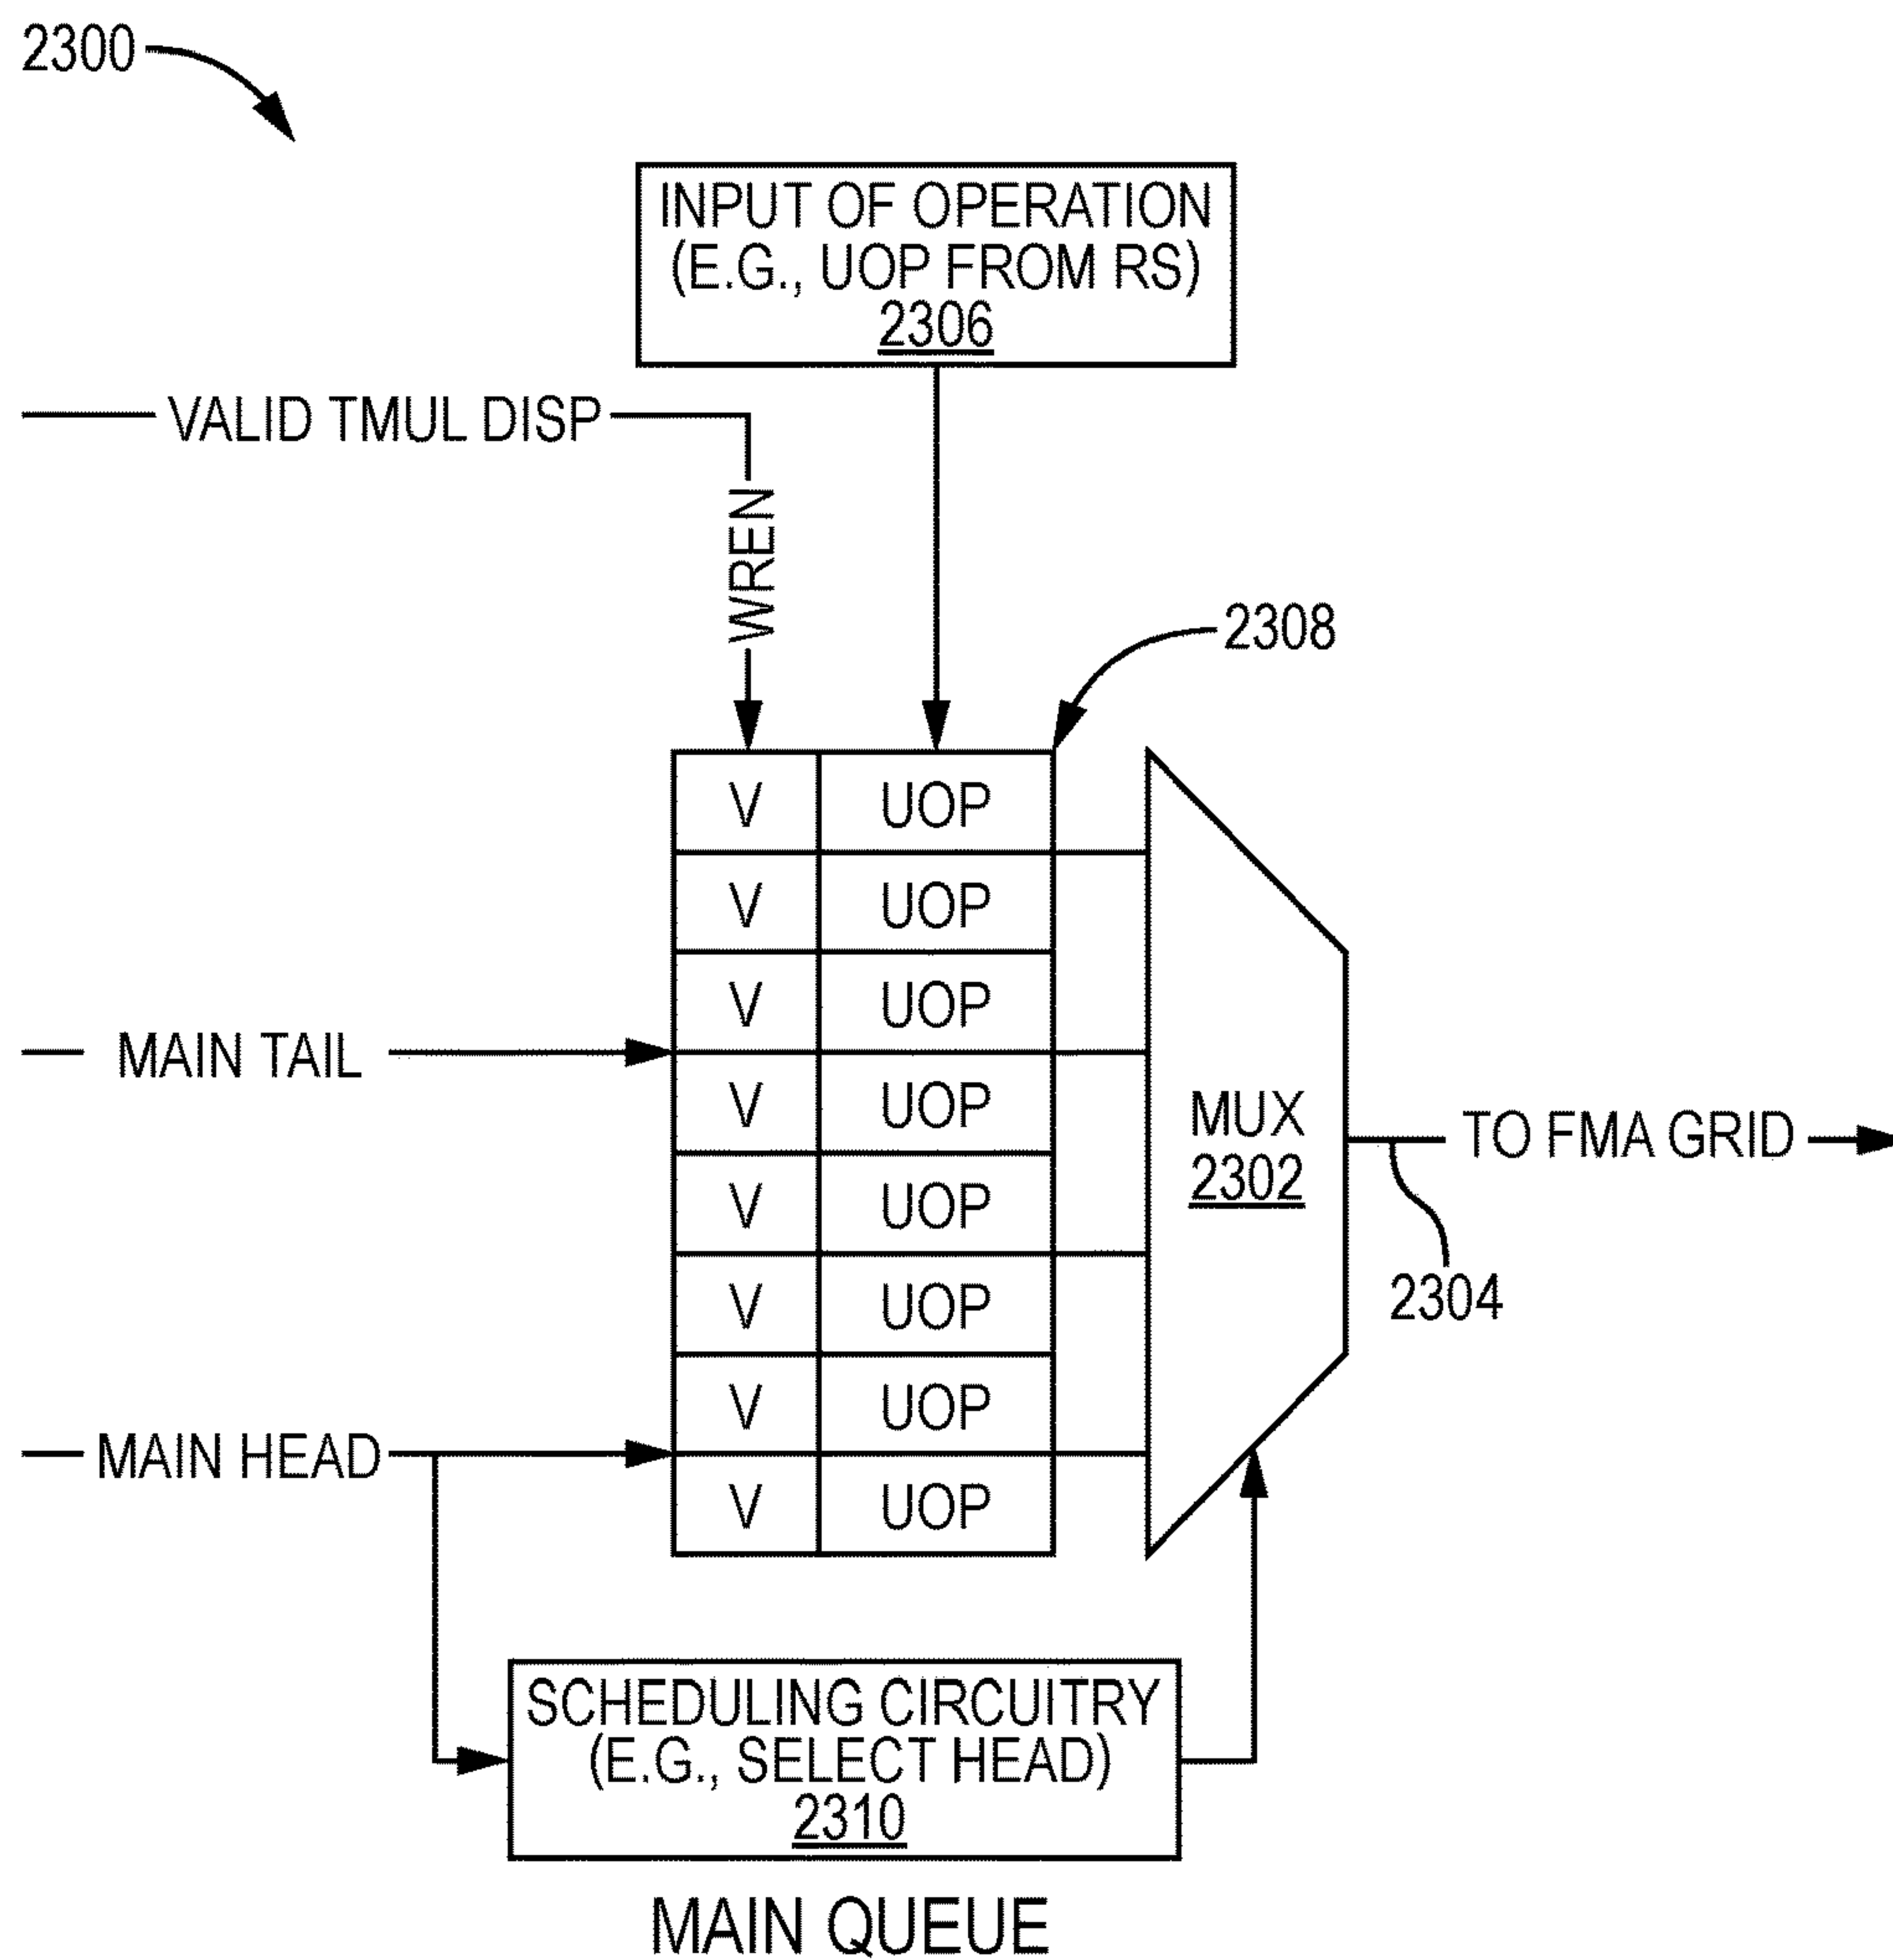 2300
INPUT OF OPERATION
(E.G., UOP FROM RS)
2306
VALID TMUL DISP
WREN
2308
V UOP
V UOP
V UOP
MAIN TAIL
V UOP
MUX
2302
TO FMA GRID
V UOP
2304
V UOP
V UOP
MAIN HEAD
V UOP
SCHEDULING CIRCUITRY
(E.G., SELECT HEAD)
2310
MAIN QUEUE